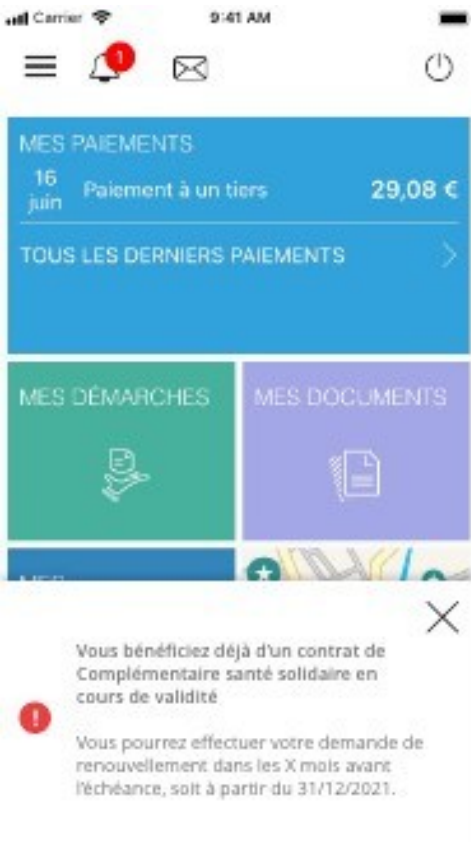 Carrier 9:41 AM
1
MES PAIEMENTS
16 juin Paiement à un tiers 29,08 €
TOUS LES DERNIERS PAIEMENTS
MES DÉMARCHES MES DOCUMENTS
MES
Vous bénéficiez déjà d'un contrat de
Complémentaire santé solidaire en
cours de validité
Vous pourrez effectuer votre demande de
renouvellement dans les X mois avant
l'échéance, soit à partir du 31/12/2021.